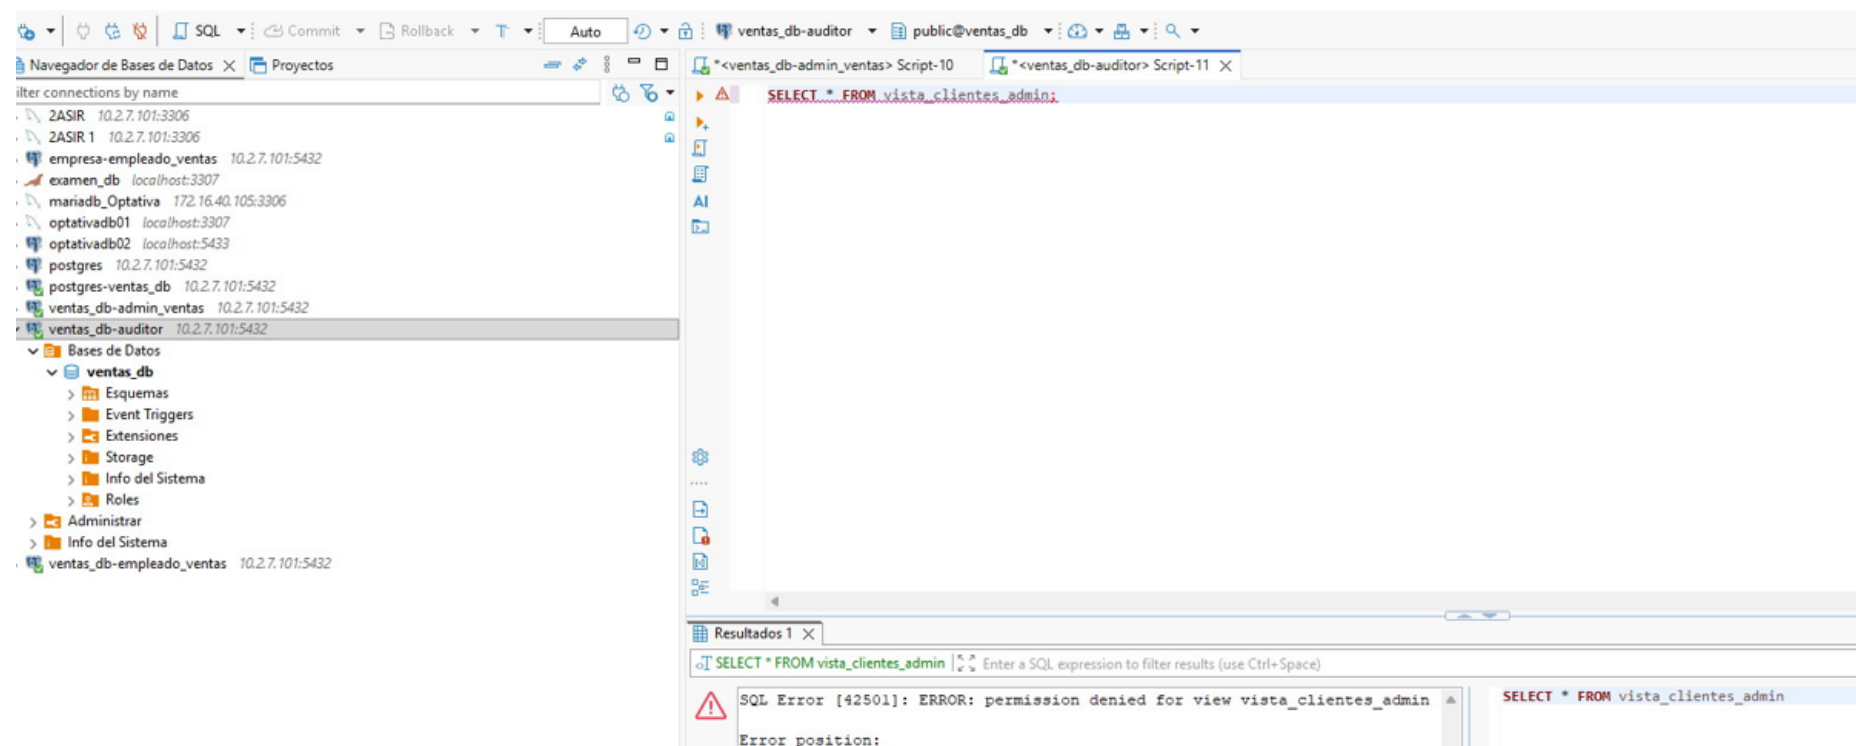 SQL Commit Rollback T Auto ventas_db-auditor public@ventas_db
Navegador de Bases de Datos Proyectos
ilter connections by name
2ASIR 10.2.7.101:3306
2ASIR 1 10.2.7.101:3306
empresa-empleado_ventas 10.2.7.101:5432
examen_db localhost:3307
mariadb_Optativa 172.16.40.105:3306
optativadb01 localhost:3307
optativadb02 localhost:5433
postgres 10.2.7.101:5432
postgres-ventas_db 10.2.7.101:5432
ventas_db-admin_ventas 10.2.7.101:5432
ventas_db-auditor 10.2.7.101:5432
Bases de Datos
ventas_db
Esquemas
Event Triggers
Extensiones
Storage
Info del Sistema
Roles
Administrar
Info del Sistema
ventas_db-empleado_ventas 10.2.7.101:5432
*<ventas_db-admin_ventas> Script-10 *<ventas_db-auditor> Script-11
SELECT * FROM vista_clientes_admin;
AI
Resultados 1
SELECT * FROM vista_clientes_admin Enter a SQL expression to filter results (use Ctrl+Space)
SQL Error [42501]: ERROR: permission denied for view vista_clientes_admin
Error position:
SELECT * FROM vista_clientes_admin